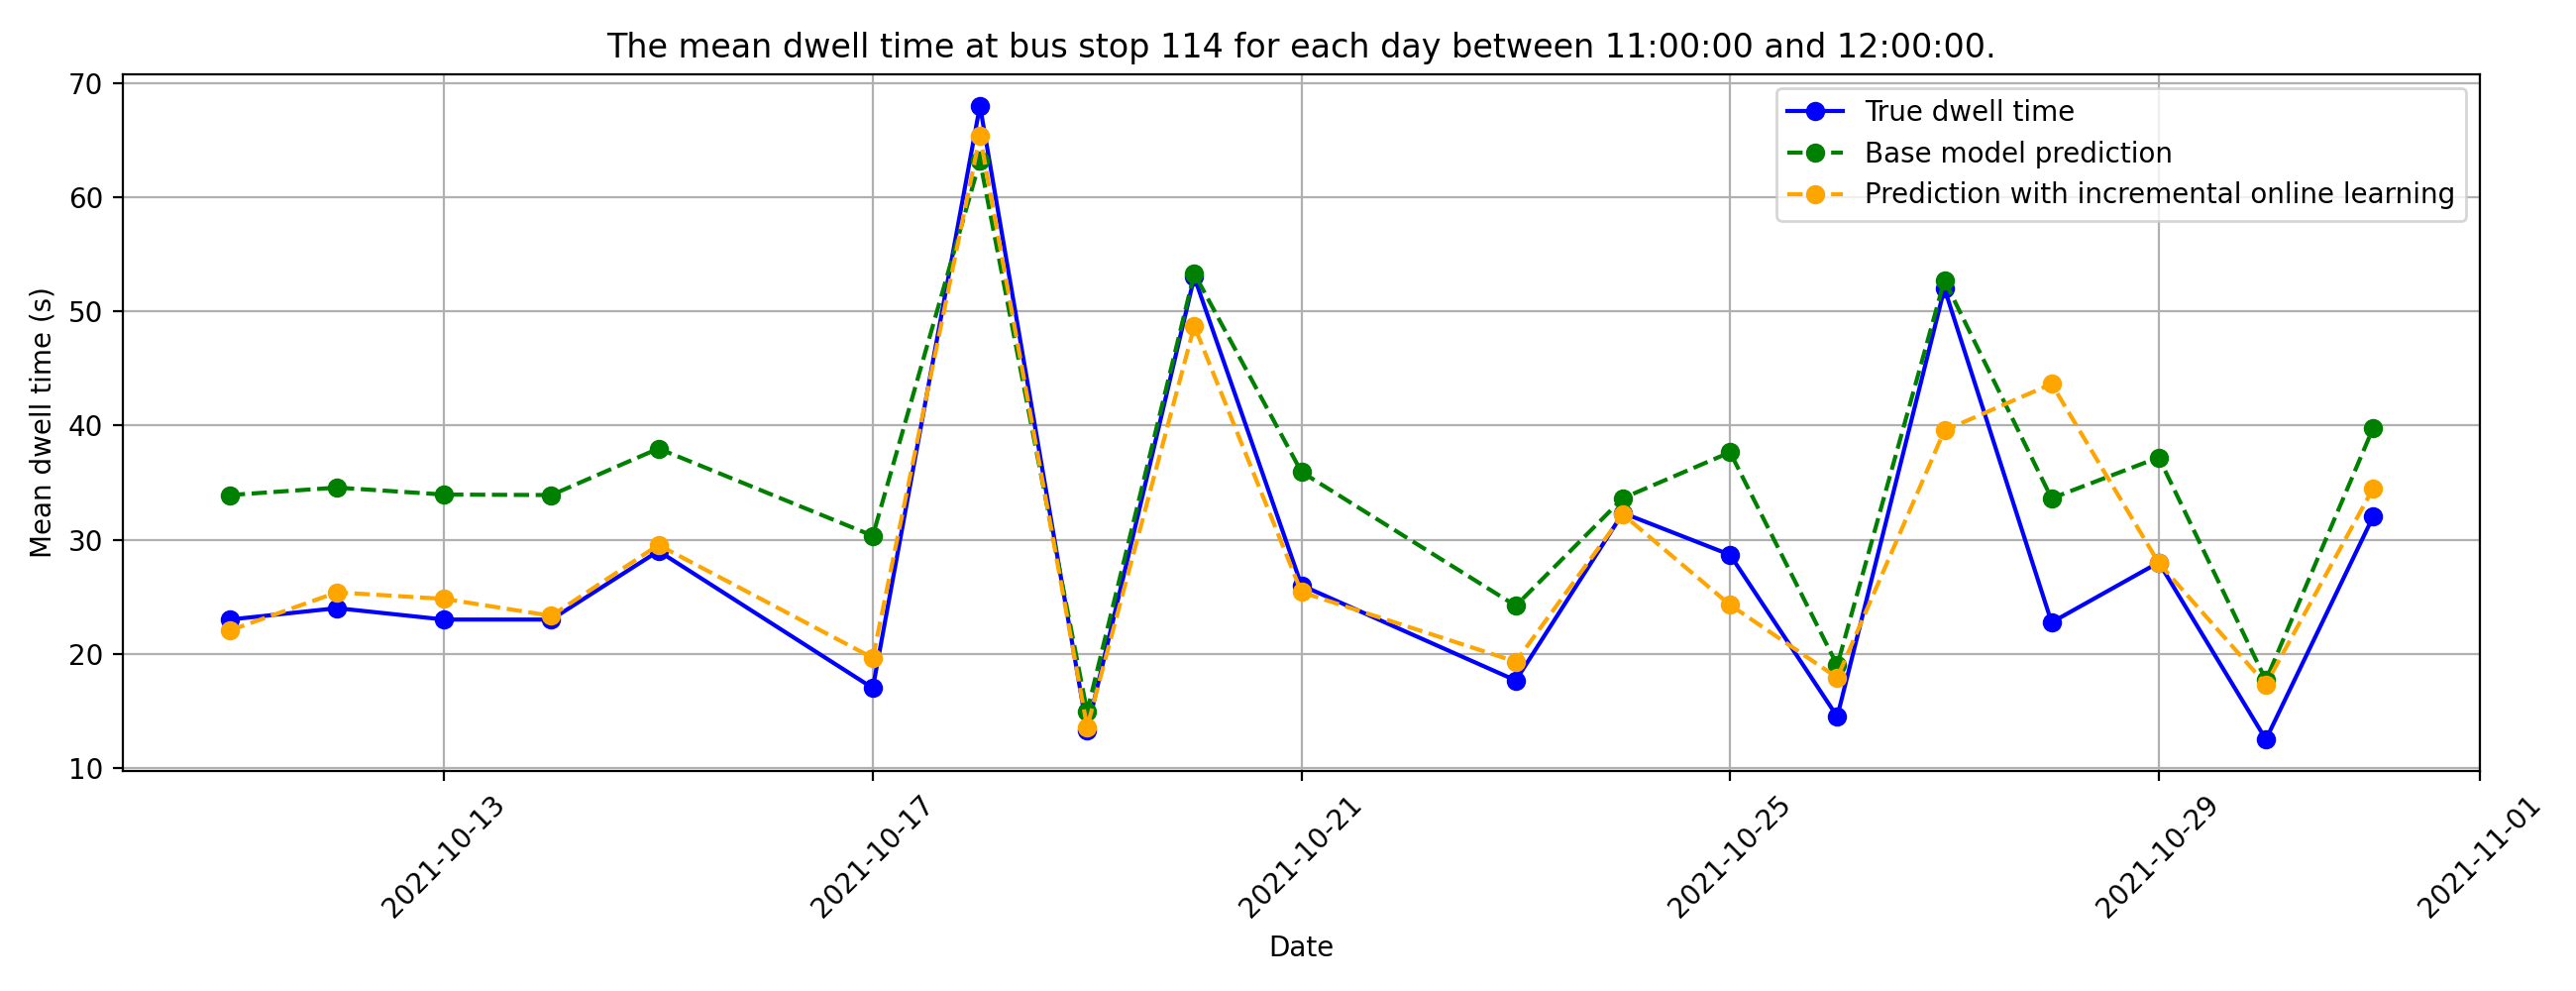 The mean dwell time at bus stop 114 for each day between 11:00:00 and 12:00:00.
True dwell time
Base model prediction
Prediction with incremental online learning
Mean dwell time (s)
70
60
50
40
30
20
10
2021-10-13
2021-10-17
2021-10-21
2021-10-25
2021-10-29
2021-11-01
Date